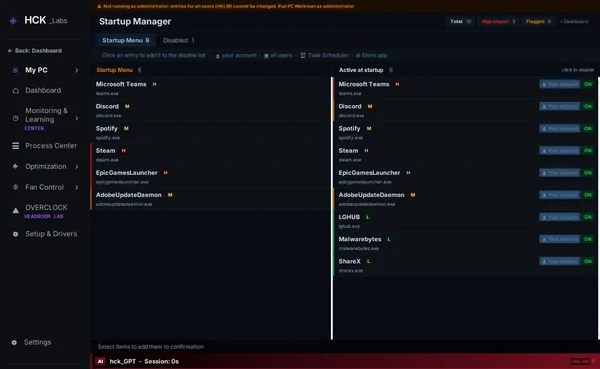 Not running as administrator entries for all users (HKLM) cannot be changed. Run PC Workman as administrator.
HCK _Labs
Startup Manager
Total 10
High impact 3
Flagged 6
Dashboard
← Back: Dashboard
Startup Menu 9
Disabled 1
Click an entry to add it to the disable list · your account · all users · Task Scheduler · Store app
My PC
Dashboard
Monitoring & Learning
CENTER
Process Center
Optimization
Fan Control
OVERCLOCK
HEADROOM LAB
Setup & Drivers
Settings
Startup Menu 6
Microsoft Teams H
teams.exe
Discord M
discord.exe
Spotify M
spotify.exe
Steam H
steam.exe
EpicGamesLauncher H
epicgameslauncher.exe
AdobeUpdateDaemon M
adobeupdatedaemon.exe
Active at startup 9
click to disable
Microsoft Teams H
teams.exe
Your account ON
Discord M
discord.exe
Your account ON
Spotify M
spotify.exe
Your account ON
Steam H
steam.exe
Your account ON
EpicGamesLauncher H
epicgameslauncher.exe
Your account ON
AdobeUpdateDaemon M
adobeupdatedaemon.exe
Your account ON
LGHUB L
lghub.exe
Your account ON
Malwarebytes L
malwarebytes.exe
Your account ON
ShareX L
sharex.exe
Your account ON
Select items to add them to confirmation.
AI hck_GPT - Session: 0s